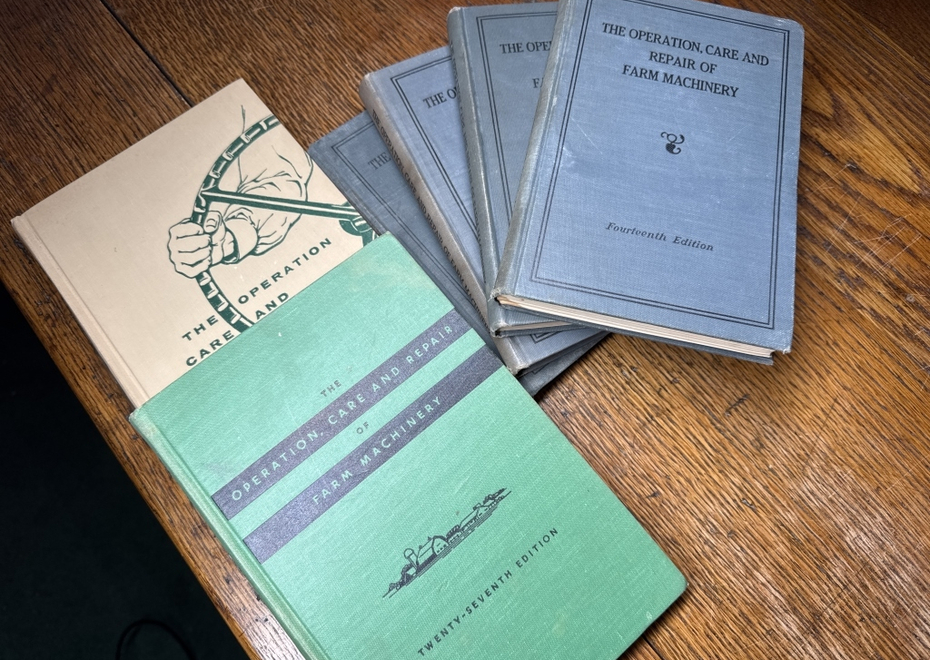 THE OPERATION, CARE AND
REPAIR OF
FARM MACHINERY
Fourteenth Edition
THE
THE
THE
THE OPERATION
CARE AND
THE
OPERATION, CARE AND REPAIR
OF
FARM MACHINERY
TWENTY-SEVENTH EDITION